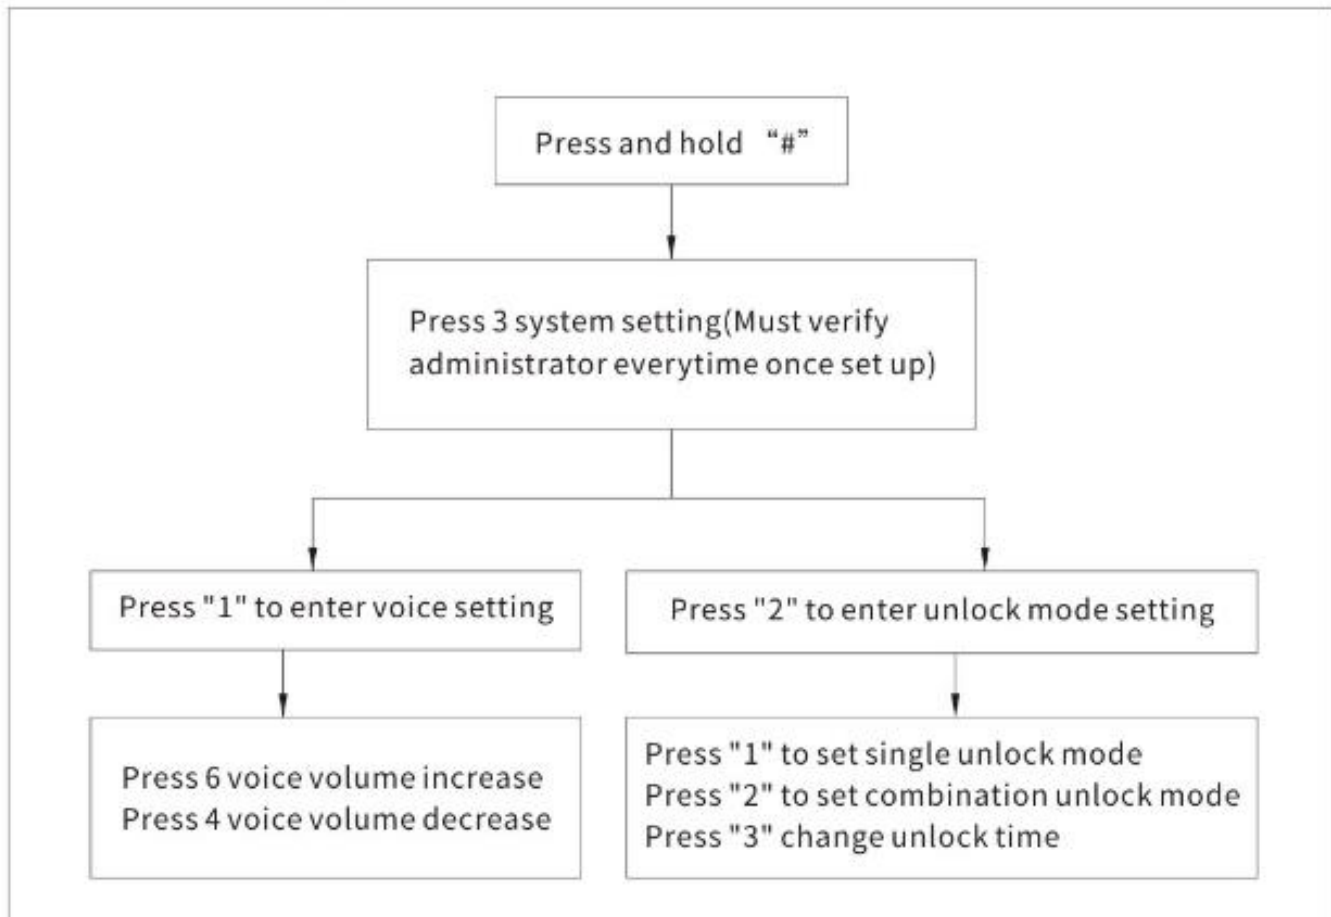 Press and hold “#”
Press 3 system setting(Must verify
administrator everytime once set up)
Press "1" to enter voice setting
Press "2" to enter unlock mode setting
Press 6 voice volume increase
Press 4 voice volume decrease
Press "1" to set single unlock mode
Press "2" to set combination unlock mode
Press "3" change unlock time